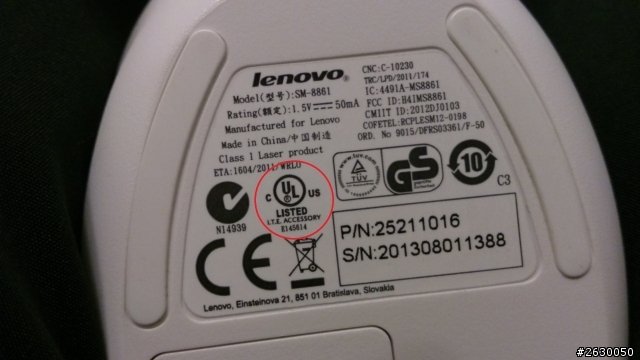 lenovo
Model(型号):SM-8861
Rating(额定):1.5V 50mA
Manufactured for Lenovo
Made in China/中国制造
Class 1 Laser product
ETA:1604/2011/WRLO
CNC:C-10230
TRC/LPD/2011/174
IC:4491A-MS8861
FCC ID:H4IMS8861
CMIIT ID:2012DJ0103
COFETEL:RCPLESM12-0198
ORD. No 9015/DFRS03361/F-50
N14939
C UL US
LISTED
I.T.E. ACCESSORY
E145614
TÜV
GS
10
C3
P/N:25211016
S/N:201308011388
CE
Lenovo, Einsteinova 21, 851 01 Bratislava, Slovakia
#2630050